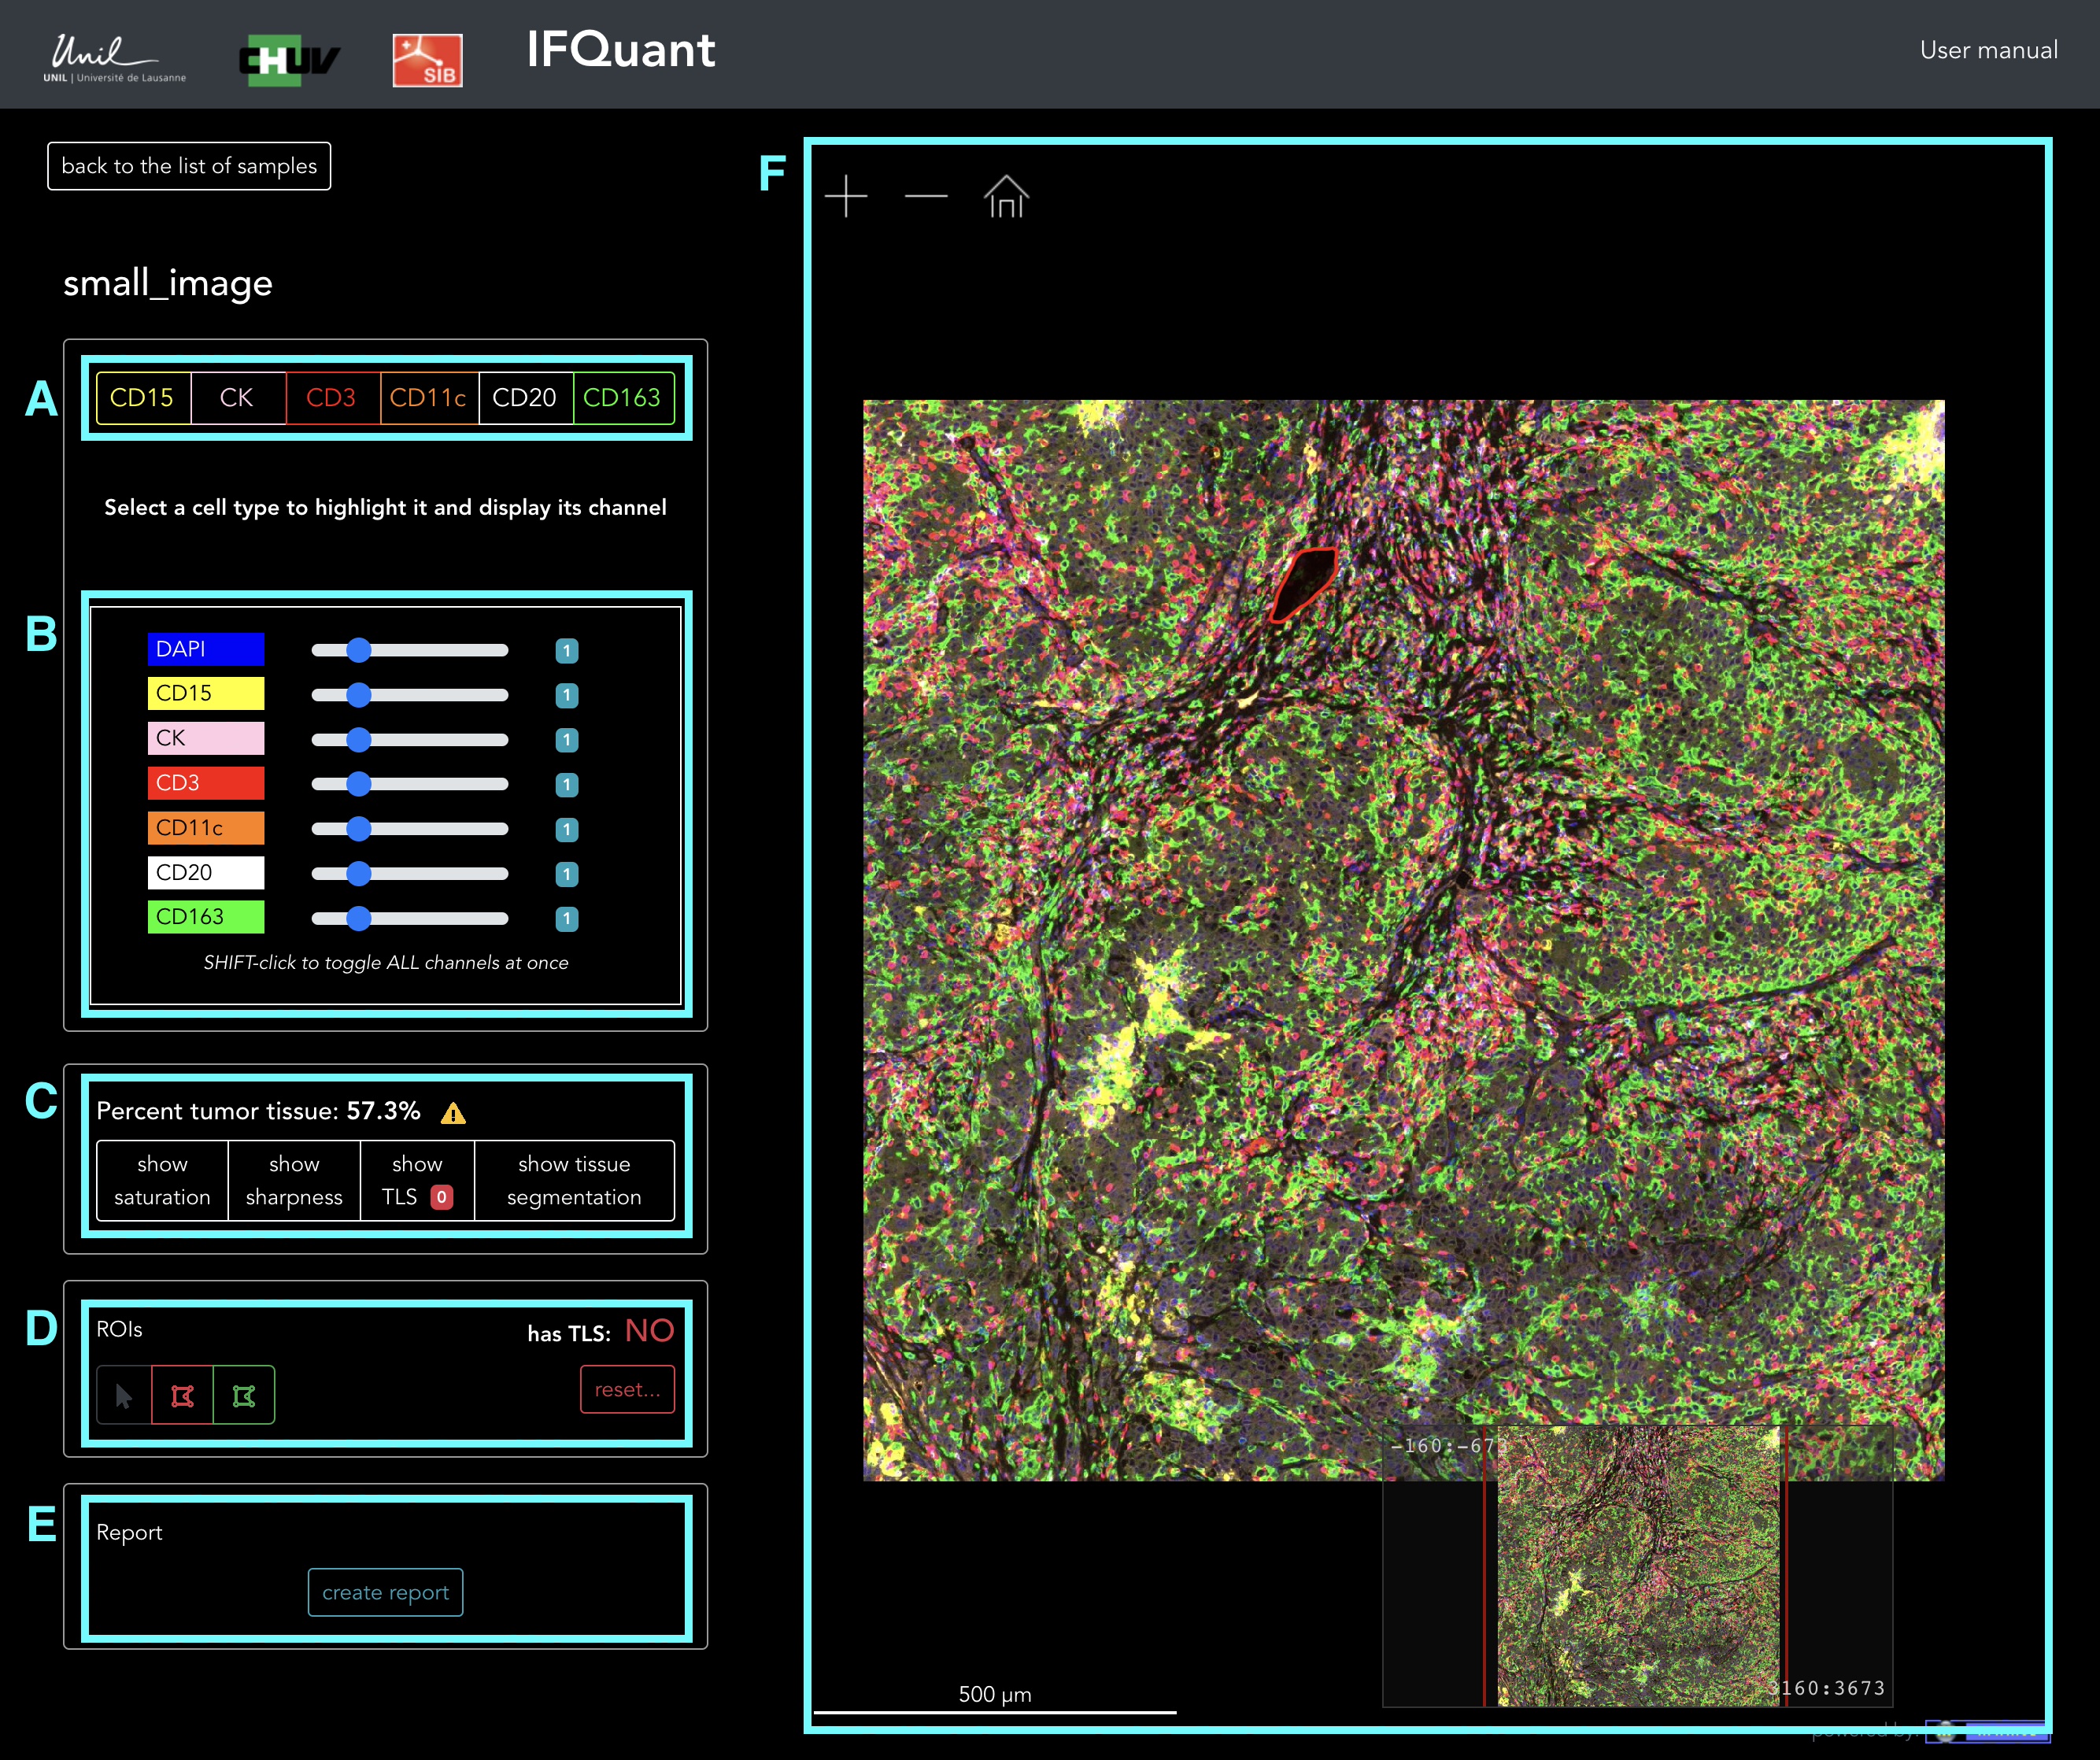 Unil
UNIL | Université de Lausanne
CHUV
SIB
IFQuant
User manual
back to the list of samples
F
small_image
A
CD15 CK CD3 CD11c CD20 CD163
Select a cell type to highlight it and display its channel
B
DAPI 1
CD15 1
CK 1
CD3 1
CD11c 1
CD20 1
CD163 1
SHIFT-click to toggle ALL channels at once
C
Percent tumor tissue: 57.3%
show saturation
show sharpness
show TLS 0
show tissue segmentation
D
ROIs
has TLS: NO
reset...
E
Report
create report
-160:-673
160:3673
500 µm
powered by: